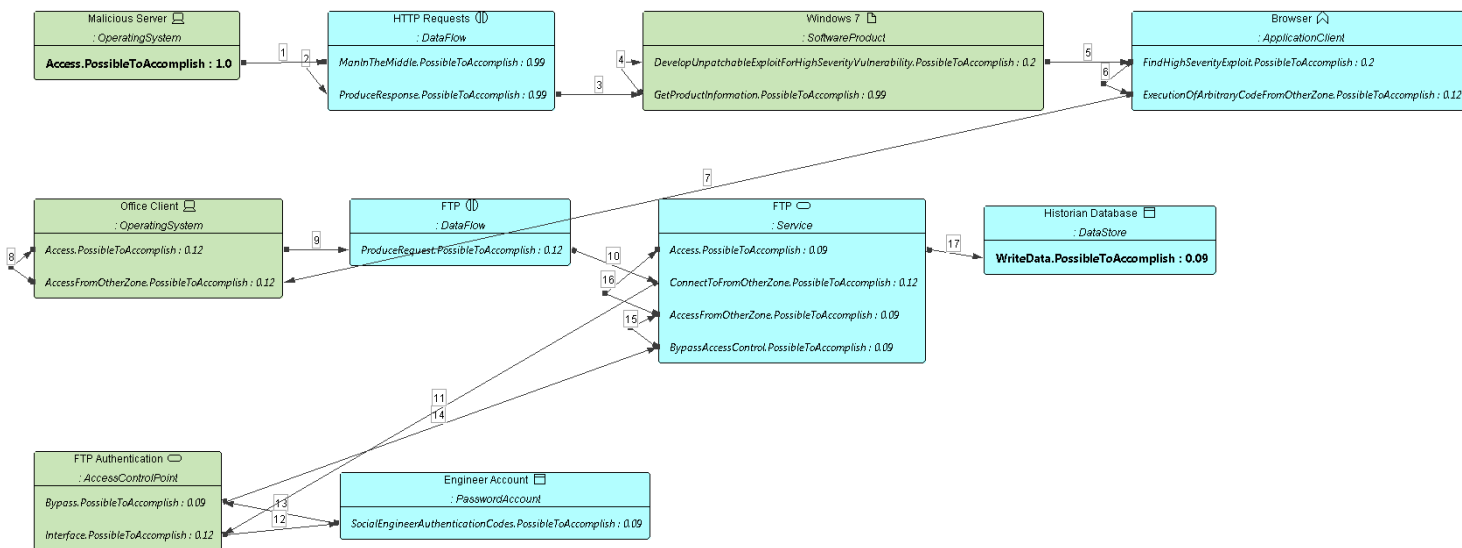 Malicious Server
: OperatingSystem
Access.PossibleToAccomplish : 1.0
1
HTTP Requests
: DataFlow
ManInTheMiddle.PossibleToAccomplish : 0.99
ProduceResponse.PossibleToAccomplish : 0.99
2
3
Windows 7
: SoftwareProduct
DevelopUnpatchableExploitForHighSeverityVulnerability.PossibleToAccomplish : 0.2
GetProductInformation.PossibleToAccomplish : 0.99
4
5
Browser
: ApplicationClient
FindHighSeverityExploit.PossibleToAccomplish : 0.2
ExecutionOfArbitraryCodeFromOtherZone.PossibleToAccomplish : 0.12
6
7
Office Client
: OperatingSystem
Access.PossibleToAccomplish : 0.12
AccessFromOtherZone.PossibleToAccomplish : 0.12
8
9
FTP
: DataFlow
ProduceRequest.PossibleToAccomplish : 0.12
10
FTP
: Service
Access.PossibleToAccomplish : 0.09
ConnectToFromOtherZone.PossibleToAccomplish : 0.12
AccessFromOtherZone.PossibleToAccomplish : 0.09
BypassAccessControl.PossibleToAccomplish : 0.09
16
15
17
Historian Database
: DataStore
WriteData.PossibleToAccomplish : 0.09
11
14
FTP Authentication
: AccessControlPoint
Bypass.PossibleToAccomplish : 0.09
Interface.PossibleToAccomplish : 0.12
13
12
Engineer Account
: PasswordAccount
SocialEngineerAuthenticationCodes.PossibleToAccomplish : 0.09